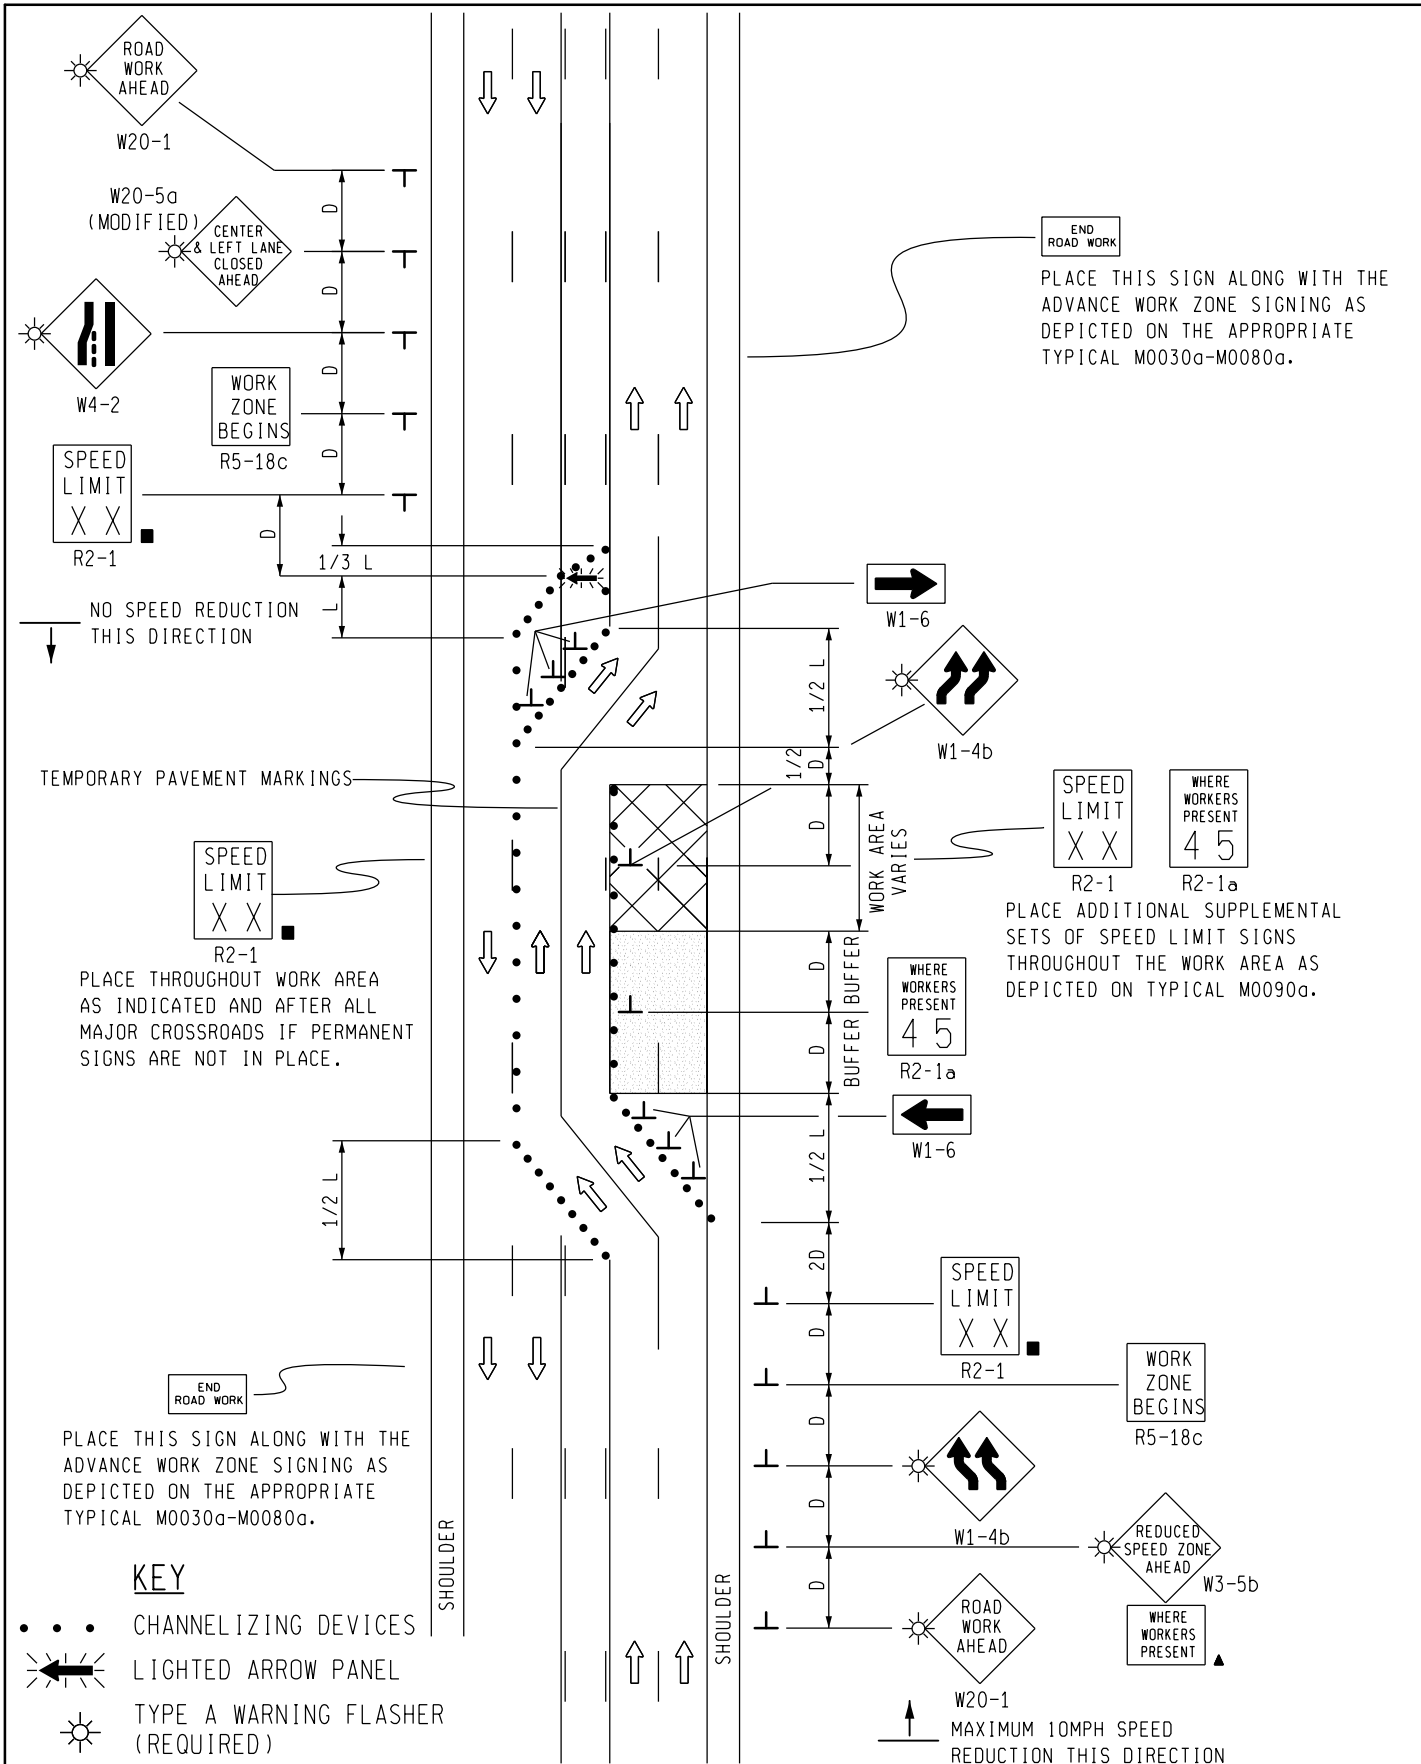 ROAD
WORK
AHEAD
W20-1
W20-5a
(MODIFIED)
CENTER
& LEFT LANE
CLOSED
AHEAD
D
D
W4-2
D
WORK
ZONE
BEGINS
R5-18c
D
SPEED
LIMIT
X X
R2-1
D
1/3 L
L
NO SPEED REDUCTION
THIS DIRECTION
END
ROAD WORK
PLACE THIS SIGN ALONG WITH THE
ADVANCE WORK ZONE SIGNING AS
DEPICTED ON THE APPROPRIATE
TYPICAL M0030a-M0080a.
W1-6
1/2 L
W1-4b
1/2
D
TEMPORARY PAVEMENT MARKINGS
D
WORK AREA
VARIES
SPEED
LIMIT
X X
R2-1
WHERE
WORKERS
PRESENT
4 5
R2-1a
PLACE ADDITIONAL SUPPLEMENTAL
SETS OF SPEED LIMIT SIGNS
THROUGHOUT THE WORK AREA AS
DEPICTED ON TYPICAL M0090a.
SPEED
LIMIT
X X
R2-1
PLACE THROUGHOUT WORK AREA
AS INDICATED AND AFTER ALL
MAJOR CROSSROADS IF PERMANENT
SIGNS ARE NOT IN PLACE.
D
BUFFER
D
BUFFER
WHERE
WORKERS
PRESENT
4 5
R2-1a
W1-6
1/2 L
1/2 L
2D
SPEED
LIMIT
X X
R2-1
D
WORK
ZONE
BEGINS
R5-18c
D
W1-4b
D
REDUCED
SPEED ZONE
AHEAD
W3-5b
D
ROAD
WORK
AHEAD
W20-1
WHERE
WORKERS
PRESENT
MAXIMUM 10MPH SPEED
REDUCTION THIS DIRECTION
END
ROAD WORK
PLACE THIS SIGN ALONG WITH THE
ADVANCE WORK ZONE SIGNING AS
DEPICTED ON THE APPROPRIATE
TYPICAL M0030a-M0080a.
SHOULDER
SHOULDER
KEY
CHANNELIZING DEVICES
LIGHTED ARROW PANEL
TYPE A WARNING FLASHER
(REQUIRED)